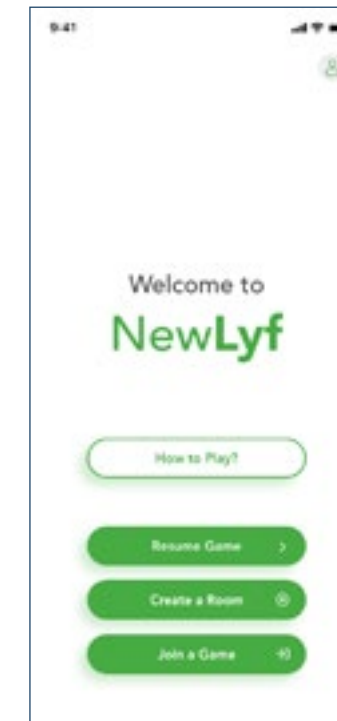 9:41
Welcome to
NewLyf
How to Play?
Resume Game
Create a Room
Join a Game